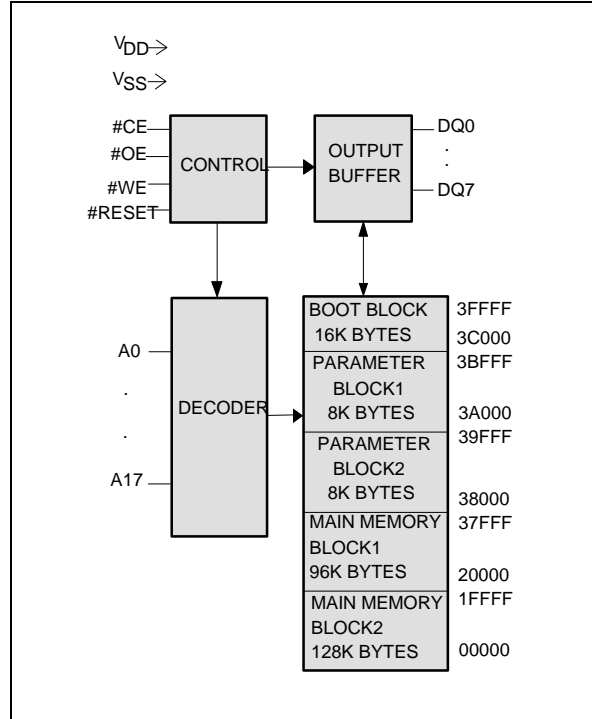 VDD
VSS
#CE
#OE
#WE
#RESET
CONTROL
OUTPUT
BUFFER
DQ0
.
.
DQ7
A0
.
.
A17
DECODER
BOOT BLOCK
16K BYTES
3FFFF
3C000
PARAMETER
BLOCK1
8K BYTES
3BFFF
3A000
PARAMETER
BLOCK2
8K BYTES
39FFF
38000
MAIN MEMORY
BLOCK1
96K BYTES
37FFF
20000
MAIN MEMORY
BLOCK2
128K BYTES
1FFFF
00000